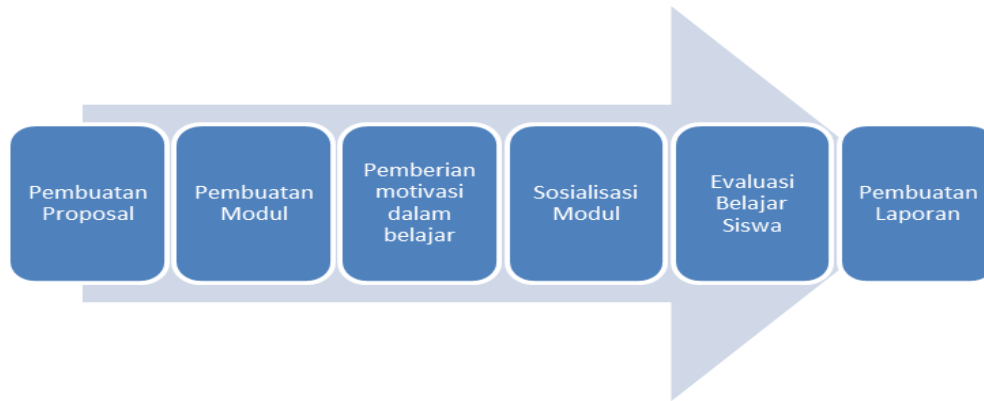 Pembuatan
Proposal
Pembuatan
Modul
Pemberian
motivasi
dalam
belajar
Sosialisasi
Modul
Evaluasi
Belajar
Siswa
Pembuatan
Laporan